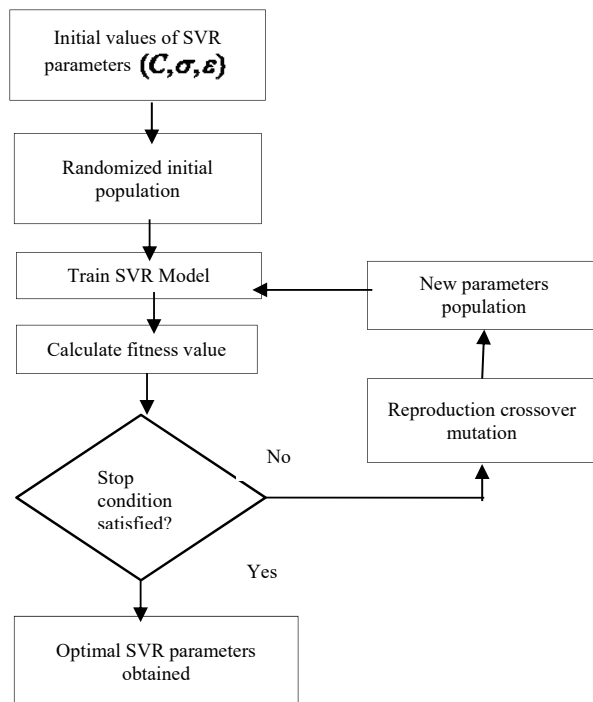 Initial values of SVR
parameters (C,σ,ε)
Randomized initial
population
Train SVR Model
New parameters
population
Calculate fitness value
Reproduction crossover
mutation
No
Stop
condition
satisfied?
Yes
Optimal SVR parameters
obtained